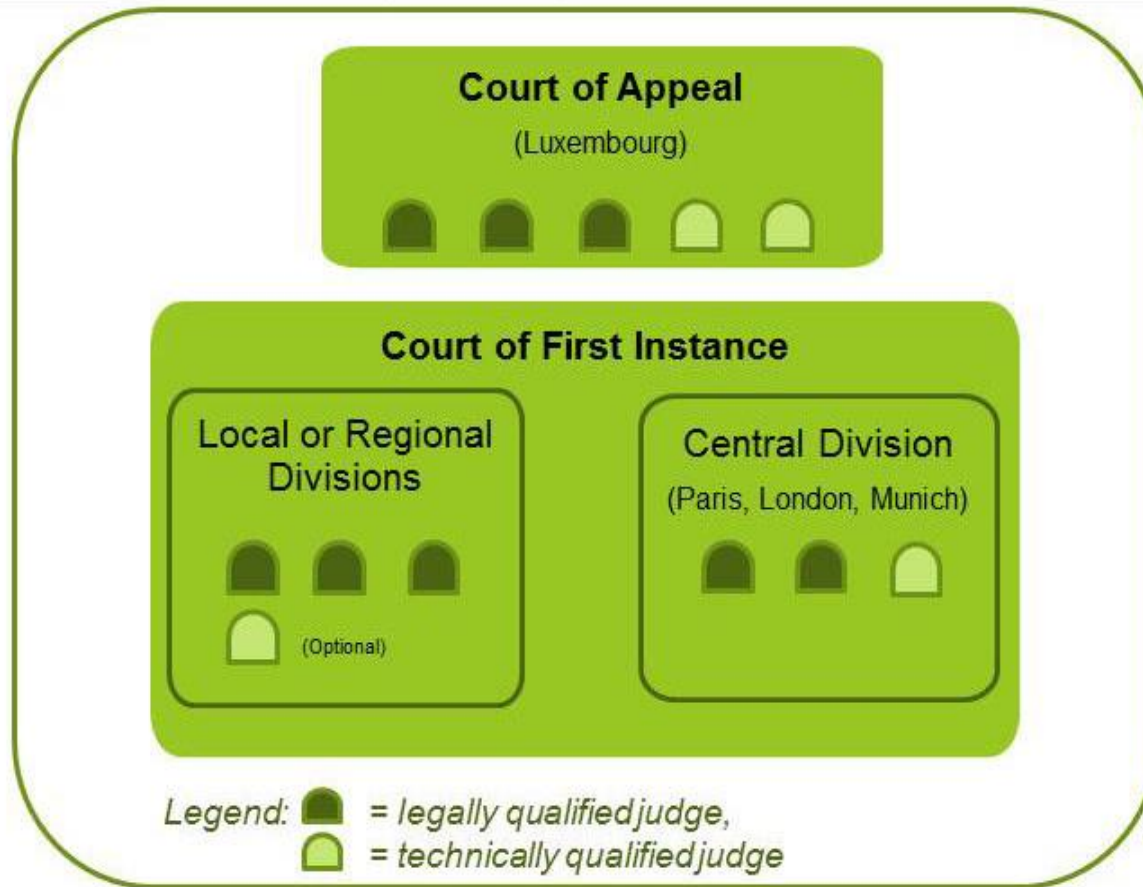 Court of Appeal
(Luxembourg)
Court of First Instance
Local or Regional
Divisions
(Optional)
Central Division
(Paris, London, Munich)
Legend: = legally qualified judge,
= technically qualified judge